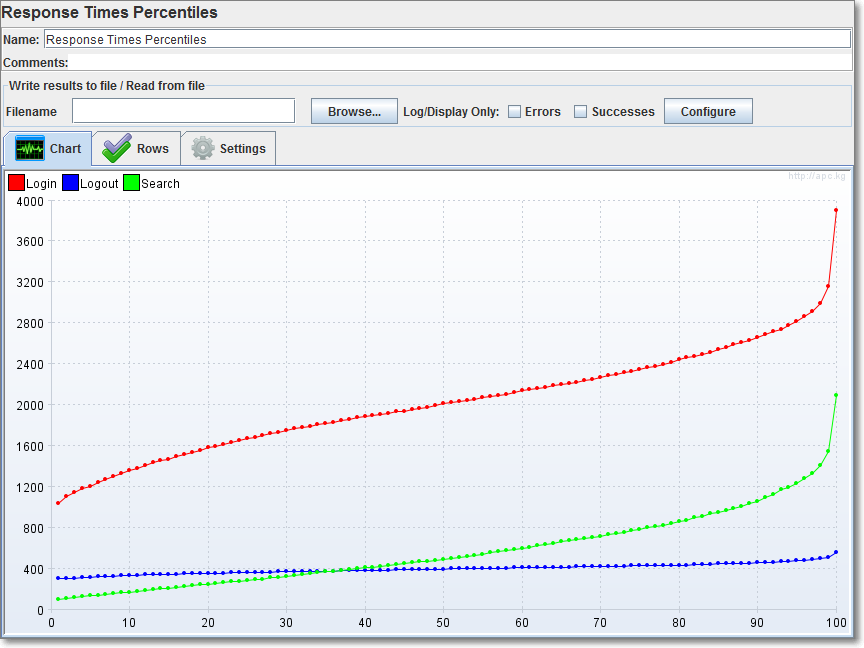 Response Times Percentiles
Name: Response Times Percentiles
Comments:
Write results to file / Read from file
Filename Browse... Log/Display Only: Errors Successes Configure
Chart Rows Settings
http://apc.kg
Login Logout Search
4000
3600
3200
2800
2400
2000
1600
1200
800
400
0
0 10 20 30 40 50 60 70 80 90 100